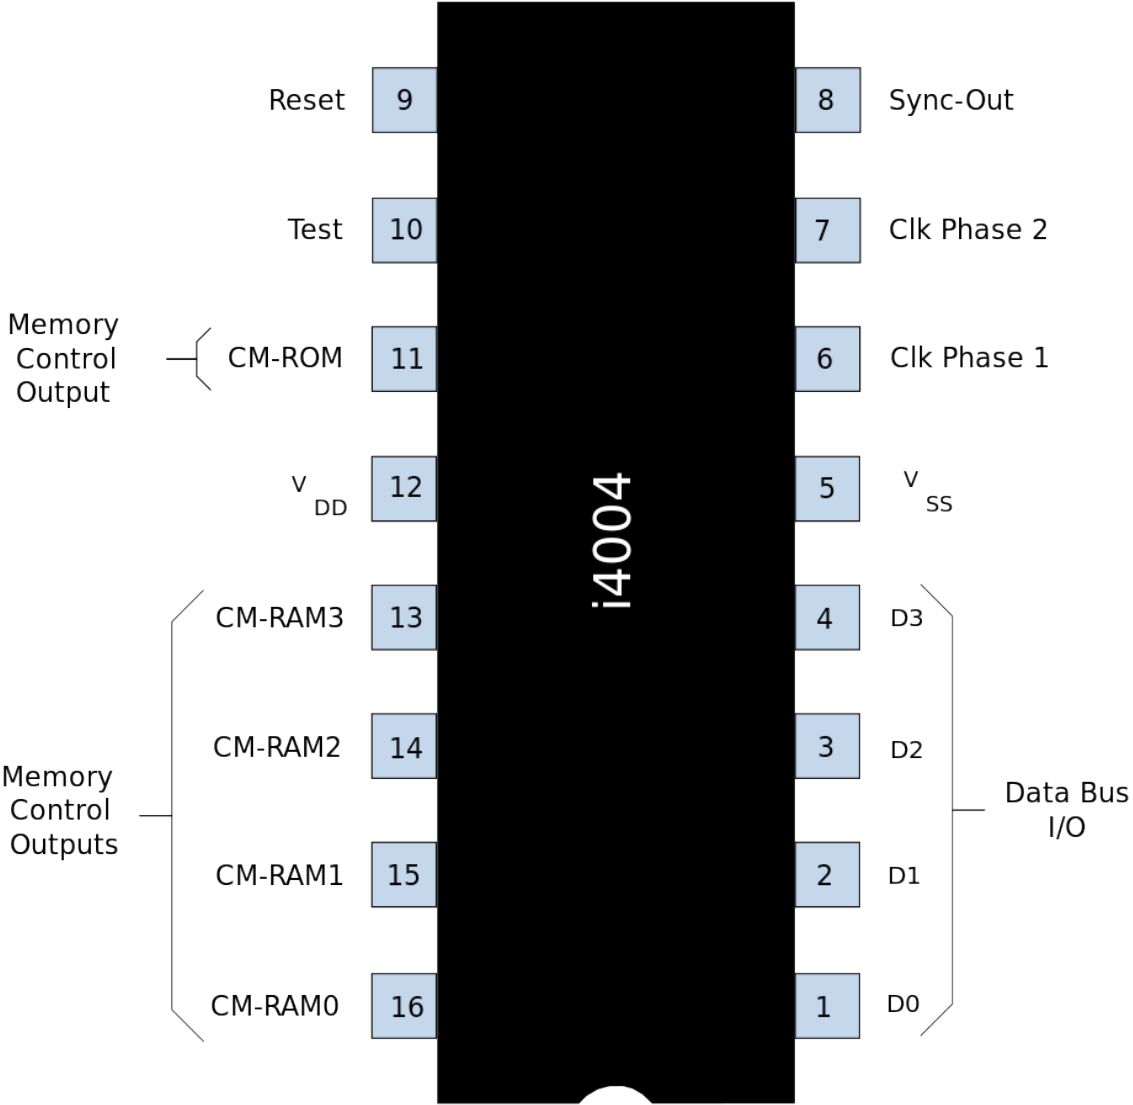 Reset 9 8 Sync-Out
Test 10 7 Clk Phase 2
Memory
Control
Output
CM-ROM 11 6 Clk Phase 1
V DD 12 5 V SS
i4004
CM-RAM3 13 4 D3
CM-RAM2 14 3 D2
Memory
Control
Outputs
Data Bus
I/O
CM-RAM1 15 2 D1
CM-RAM0 16 1 D0